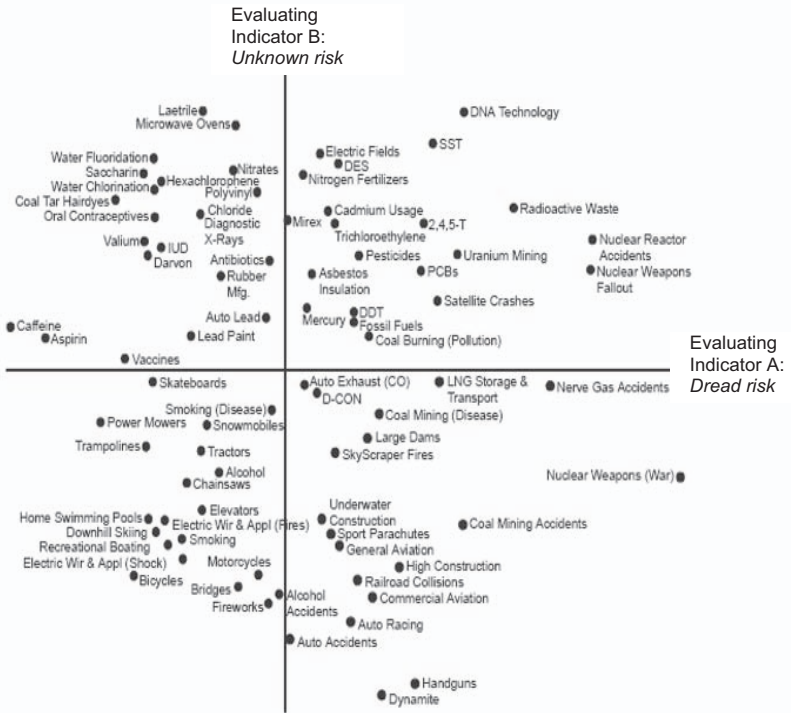 Evaluating
Indicator B:
Unknown risk
Laetrile
Microwave Ovens
DNA Technology
SST
Electric Fields
DES
Nitrogen Fertilizers
Water Fluoridation
Saccharin
Water Chlorination
Hexachlorophene
Coal Tar Hairdyes
Oral Contraceptives
Nitrates
Polyvinyl
Chloride
Diagnostic
X-Rays
Valium
IUD
Darvon
Antibiotics
Rubber
Mfg.
Mirex
Cadmium Usage
Trichloroethylene
2,4,5-T
Radioactive Waste
Pesticides
Uranium Mining
PCBs
Nuclear Reactor
Accidents
Nuclear Weapons
Fallout
Asbestos
Insulation
Satellite Crashes
Mercury
DDT
Fossil Fuels
Coal Burning (Pollution)
Auto Lead
Lead Paint
Caffeine
Aspirin
Vaccines
Evaluating
Indicator A:
Dread risk
Skateboards
Auto Exhaust (CO)
D-CON
LNG Storage &
Transport
Nerve Gas Accidents
Smoking (Disease)
Power Mowers
Snowmobiles
Coal Mining (Disease)
Trampolines
Tractors
Large Dams
SkyScraper Fires
Alcohol
Chainsaws
Nuclear Weapons (War)
Elevators
Home Swimming Pools
Electric Wir & Appl (Fires)
Downhill Skiing
Smoking
Recreational Boating
Electric Wir & Appl (Shock)
Motorcycles
Bicycles
Bridges
Fireworks
Underwater
Construction
Sport Parachutes
General Aviation
Coal Mining Accidents
High Construction
Railroad Collisions
Commercial Aviation
Alcohol
Accidents
Auto Racing
Auto Accidents
Handguns
Dynamite